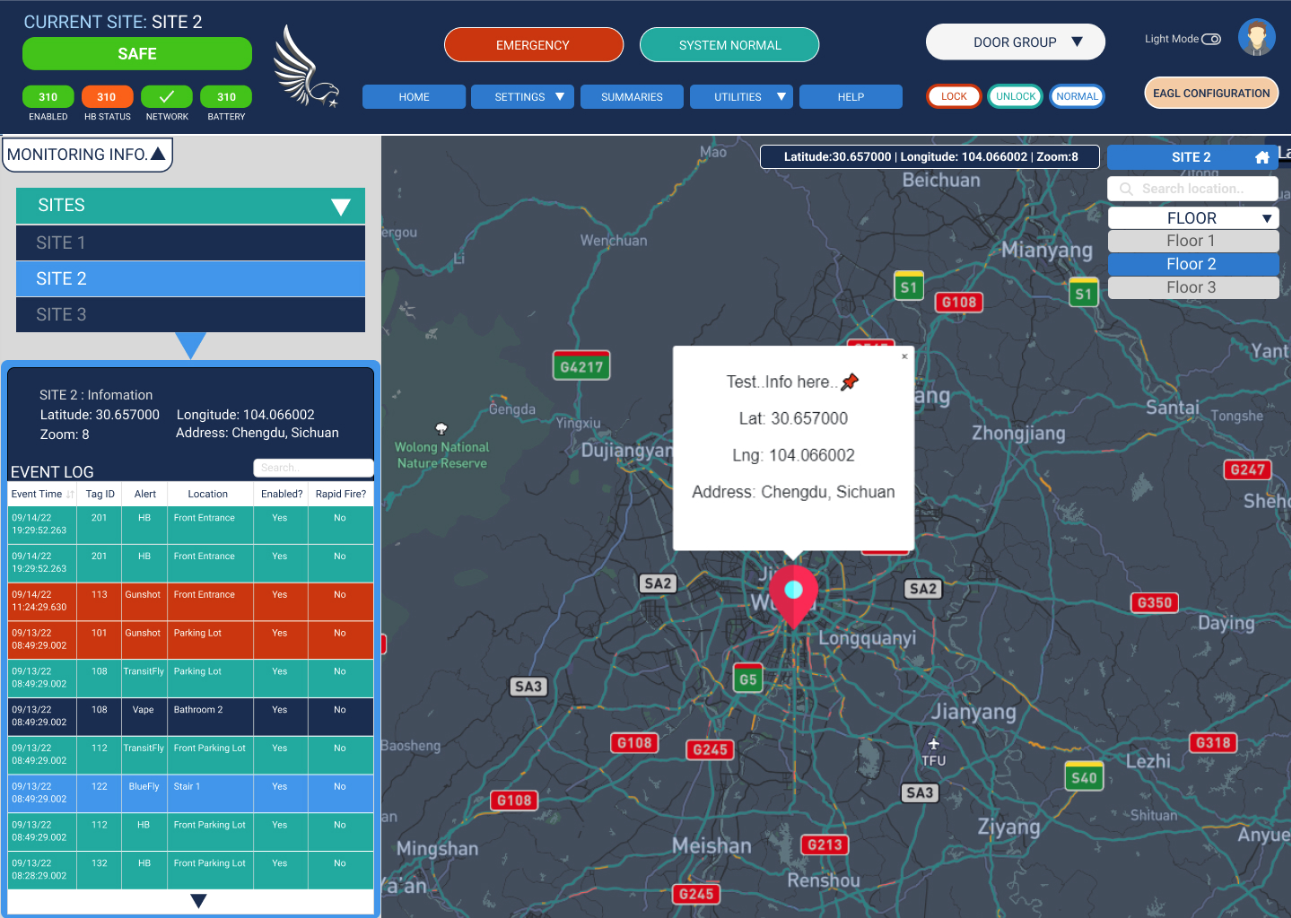 CURRENT SITE: SITE 2
SAFE
310
310
310
ENABLED
HB STATUS
NETWORK
BATTERY
EMERGENCY
SYSTEM NORMAL
HOME
SETTINGS
SUMMARIES
UTILITIES
HELP
DOOR GROUP
LOCK
UNLOCK
NORMAL
Light Mode
EAGL CONFIGURATION
MONITORING INFO.
SITES
SITE 1
SITE 2
SITE 3
SITE 2 : Infomation
Latitude: 30.657000 Longitude: 104.066002
Zoom: 8 Address: Chengdu, Sichuan
EVENT LOG
Search..
Event Time Tag ID Alert Location Enabled? Rapid Fire?
09/14/22 201 HB Front Entrance Yes No
19:29:52.263
09/14/22 201 HB Front Entrance Yes No
19:29:52.263
09/14/22 113 Gunshot Front Entrance Yes No
11:24:29.630
09/13/22 101 Gunshot Parking Lot Yes No
08:49:29.002
09/13/22 108 TransitFly Parking Lot Yes No
08:49:29.002
09/13/22 108 Vape Bathroom 2 Yes No
08:49:29.002
09/13/22 112 TransitFly Front Parking Lot Yes No
08:49:29.002
09/13/22 122 BlueFly Stair 1 Yes No
08:49:29.002
09/13/22 112 HB Front Parking Lot Yes No
08:49:29.002
09/13/22 132 HB Front Parking Lot Yes No
08:28:29.002
Latitude:30.657000 | Longitude: 104.066002 | Zoom:8
SITE 2
Search location..
FLOOR
Floor 1
Floor 2
Floor 3
Mao
Beichuan
Zitong
ergou
Wenchuan
Li
Mianyang
S1
G108
S1
G4217
Yant
Gengda
Yingxiu
Santai
Tongshe
Wolong National
Nature Reserve
Dujiangyan
ang
Zhongjiang
G247
Sheho
Test..Info here..
Lat: 30.657000
Lng: 104.066002
Address: Chengdu, Sichuan
SA2
SA2
G350
Daying
Longquanyi
G5
SA3
Jianyang
G108
G245
G318
Baosheng
TFU
Lezhi
S40
SA3
G108
an
Shituan
Ziyang
Anyue
Mingshan
Meishan
G213
Ya'an
Renshou
G245